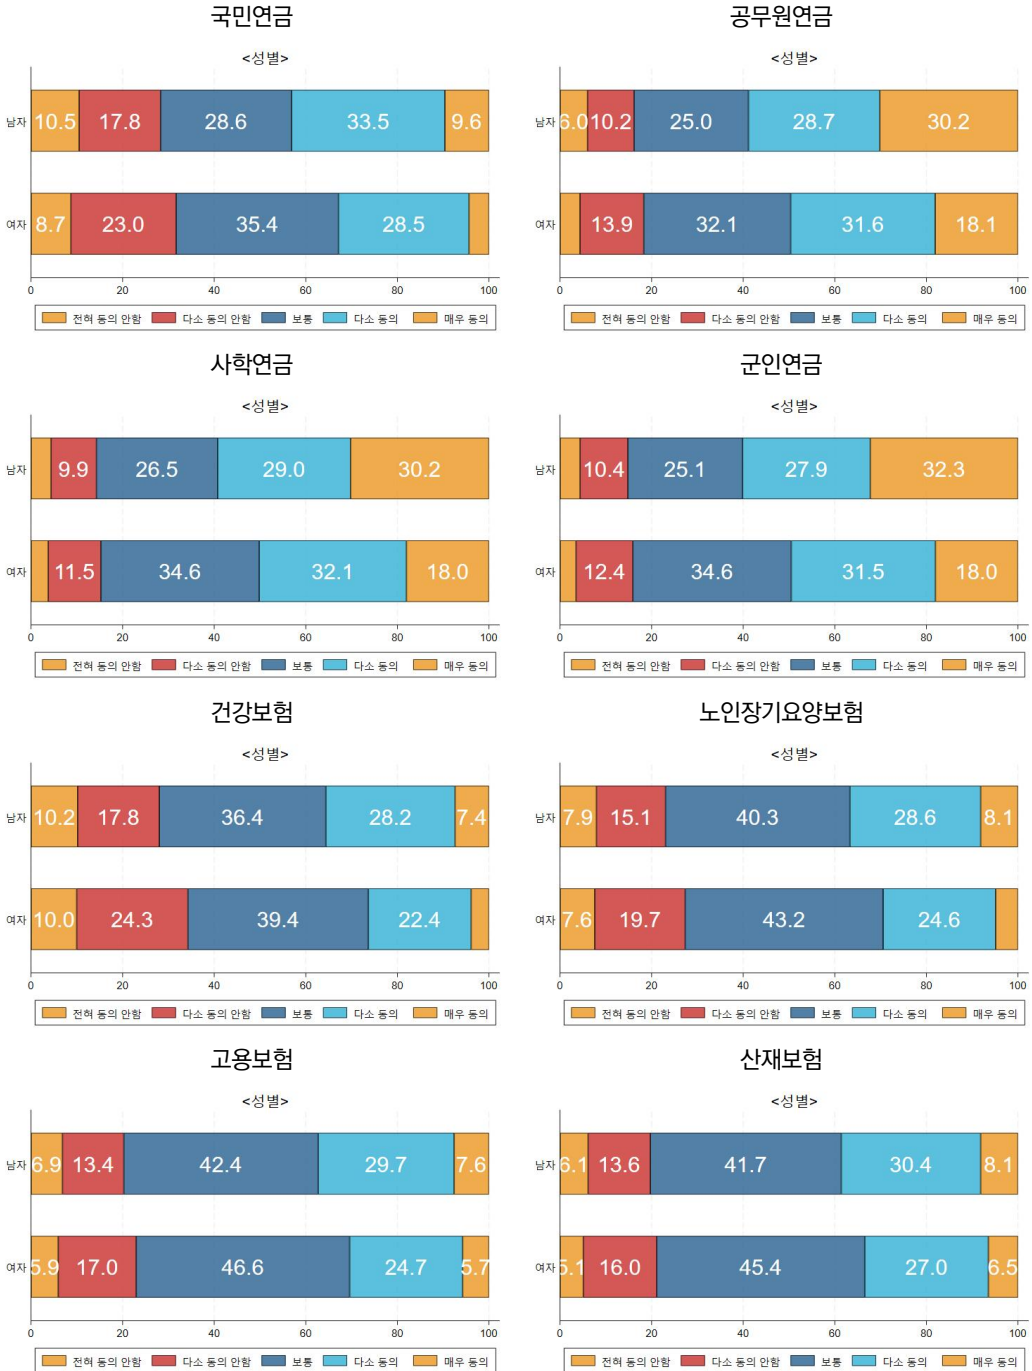 국민연금
<성별>
남자 10.5 17.8 28.6 33.5 9.6
여자 8.7 23.0 35.4 28.5
0 20 40 60 80 100
전혀 동의 안함 다소 동의 안함 보통 다소 동의 매우 동의
공무원연금
<성별>
남자 6.0 10.2 25.0 28.7 30.2
여자 13.9 32.1 31.6 18.1
0 20 40 60 80 100
전혀 동의 안함 다소 동의 안함 보통 다소 동의 매우 동의
사학연금
<성별>
남자 9.9 26.5 29.0 30.2
여자 11.5 34.6 32.1 18.0
0 20 40 60 80 100
전혀 동의 안함 다소 동의 안함 보통 다소 동의 매우 동의
군인연금
<성별>
남자 10.4 25.1 27.9 32.3
여자 12.4 34.6 31.5 18.0
0 20 40 60 80 100
전혀 동의 안함 다소 동의 안함 보통 다소 동의 매우 동의
건강보험
<성별>
남자 10.2 17.8 36.4 28.2 7.4
여자 10.0 24.3 39.4 22.4
0 20 40 60 80 100
전혀 동의 안함 다소 동의 안함 보통 다소 동의 매우 동의
노인장기요양보험
<성별>
남자 7.9 15.1 40.3 28.6 8.1
여자 7.6 19.7 43.2 24.6
0 20 40 60 80 100
전혀 동의 안함 다소 동의 안함 보통 다소 동의 매우 동의
고용보험
<성별>
남자 6.9 13.4 42.4 29.7 7.6
여자 5.9 17.0 46.6 24.7 5.7
0 20 40 60 80 100
전혀 동의 안함 다소 동의 안함 보통 다소 동의 매우 동의
산재보험
<성별>
남자 6.1 13.6 41.7 30.4 8.1
여자 5.1 16.0 45.4 27.0 6.5
0 20 40 60 80 100
전혀 동의 안함 다소 동의 안함 보통 다소 동의 매우 동의